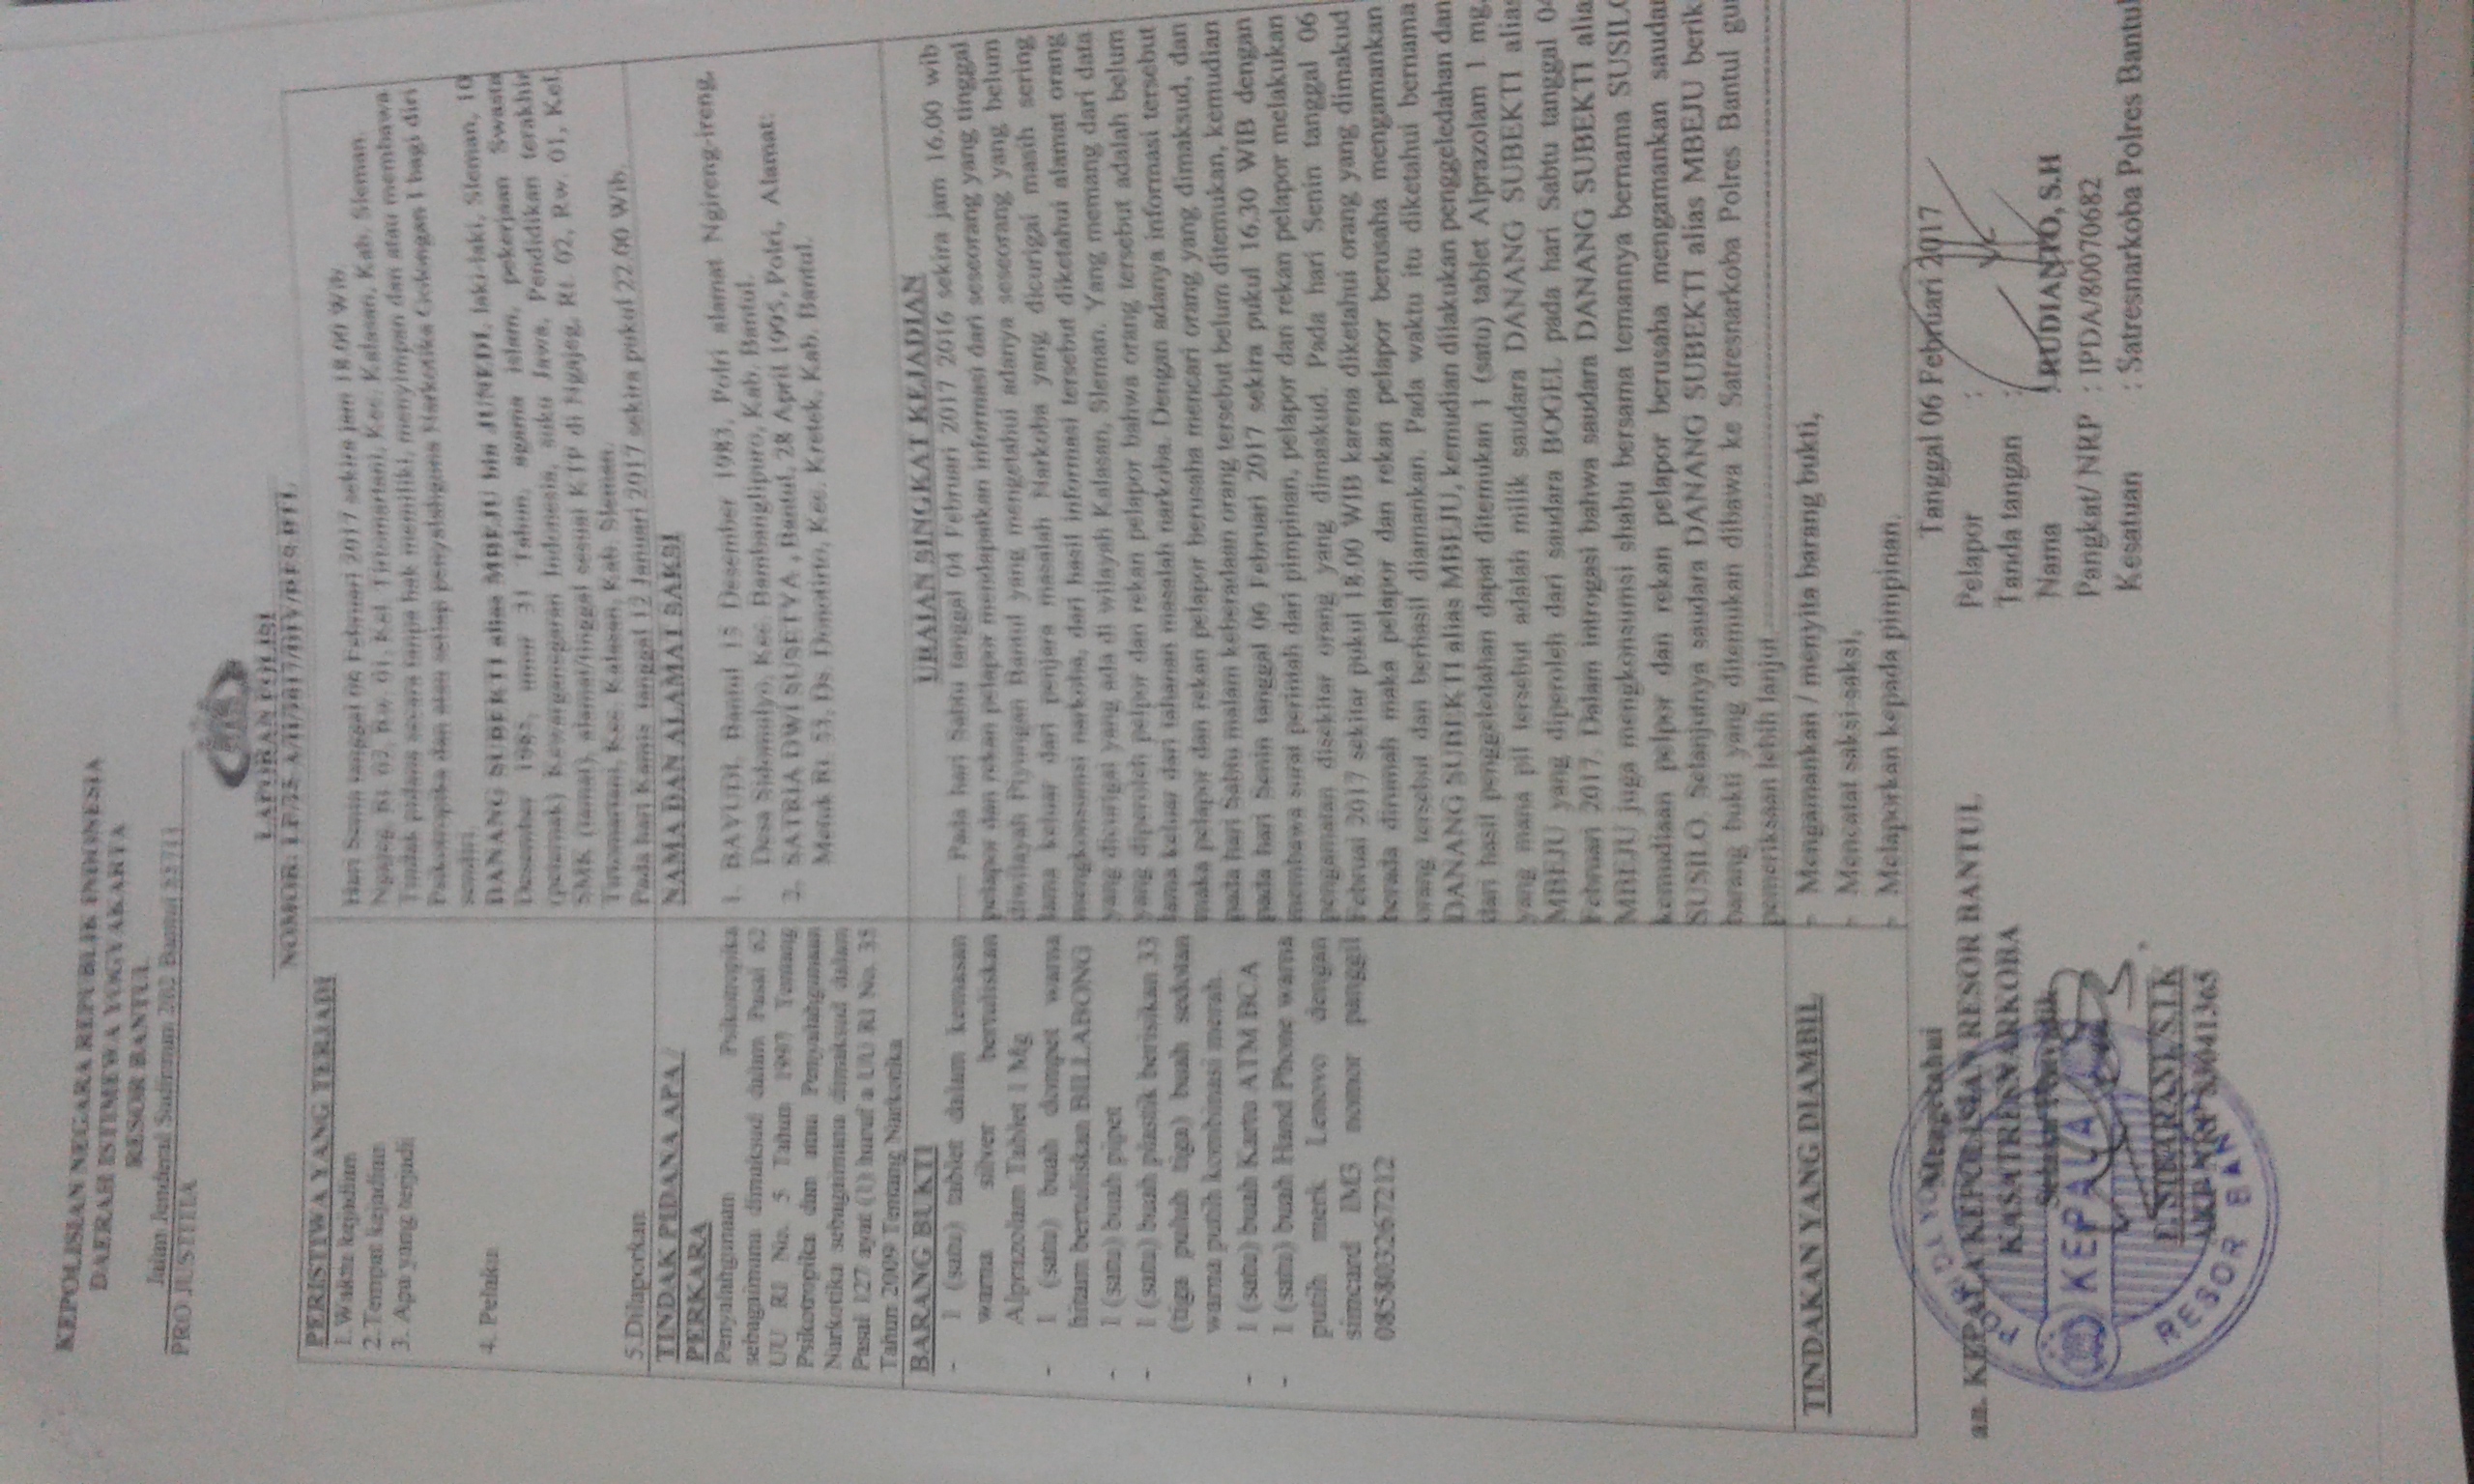 KEPOLISIAN NEGARA REPUBLIK INDONESIA
DAERAH ISTIMEWA YOGYAKARTA
RESOR BANTUL
Jalan Jenderal Sudirman 202 Bantul 55711
PRO JUSTITIA
LAPORAN POLISI
NOMOR: LP/
PERISTIWA YANG TERJADI
1. Waktu kejadian
2.Tempat kejadian
3. Apa yang terjadi
4. Pelaku
5.Dilaporkan
Hari Senin tanggal 06 Februari 2017 sekira jam 18.00 Wib.
Ngajeg, Rt. 02, Rw. 01, Kel. Tirtomartani, Kec. Kalasan, Kab. Sleman
Tindak pidana secara tanpa hak memiliki, menyimpan dan atau membawa
Psikotropika dan atau setiap penyalahguna Narkotika Golongan I bagi diri
sendiri
DANANG SUBEKTI alias MBEJU bin JUNEDI, laki-laki, Sleman, 10
Desember 1985, umur 31 Tahun, agama islam, pekerjaan Swasta
(peternak) Kewarganegaran Indonesia, suku Jawa, Pendidikan terakhir
SMK (tamat), alamat/tinggal sesuai KTP di Ngajeg, Rt. 02, Rw. 01, Kel.
Tirtomartani, Kec. Kalasan, Kab. Sleman.
Pada hari Kamis tanggal 12 Januari 2017 sekira pukul 22.00 Wib.
TINDAK PIDANA APA /
PERKARA
Penyalahgunaan Psikotropika
sebagaimana dimaksud dalam Pasal 62
UU RI No. 5 Tahun 1997 Tentang
Psikotropika dan atau Penyalahgunaan
Narkotika sebagaimana dimaksud dalam
Pasal 127 ayat (1) huruf a UU RI No. 35
Tahun 2009 Tentang Narkotika
NAMA DAN ALAMAT SAKSI
1. BAYUDI, Bantul 15 Desember 1983, Polri alamat Ngireng-ireng,
Desa Sidomulyo, Kec. Bambanglipuro, Kab. Bantul.
2. SATRIA DWI SUSETYA , Bantul, 28 April 1995, Polri, Alamat:
Metuk Rt. 53, Ds. Donotirto, Kec. Kretek, Kab. Bantul.
BARANG BUKTI
- 1 (satu) tablet dalam kemasan
warna silver bertuliskan
Alprazolam Tablet 1 Mg
- 1 (satu) buah dompet warna
hitam bertuliskan BILLABONG
- 1 (satu) buah pipet
- 1 (satu) buah plastik berisikan 33
(tiga puluh tiga) buah sedotan
warna putih kombinasi merah.
- 1 (satu) buah Kartu ATM BCA
- 1 (satu) buah Hand Phone warna
putih merk Lenovo dengan
simcard IM3 nomor panggil
085803267212
URAIAN SINGKAT KEJADIAN
---- Pada hari Sabtu tanggal 04 Februari 2017 2016 sekira jam 16.00 wib
pelapor dan rekan pelapor mendapatkan informasi dari seseorang yang tinggal
diwilayah Piyungan Bantul yang mengetahui adanya seseorang yang belum
lama keluar dari penjara masalah Narkoba yang dicurigai masih sering
mengkonsumsi narkoba, dari hasil informasi tersebut diketahui alamat orang
yang dicurigai yang ada di wilayah Kalasan, Sleman. Yang memang dari data
yang diperoleh pelpor dan rekan pelapor bahwa orang tersebut adalah belum
lama keluar dari tahanan masalah narkoba. Dengan adanya informasi tersebut
maka pelapor dan rekan pelapor berusaha mencari orang yang dimaksud, dan
pada hari Sabtu malam keberadaan orang tersebut belum ditemukan, kemudian
pada hari Senin tanggal 06 Februari 2017 sekira pukul 16.30 WIB dengan
membawa surat perintah dari pimpinan, pelapor dan rekan pelapor melakukan
pengamatan disekitar orang yang dimaskud. Pada hari Senin tanggal 06
Februai 2017 sekitar pukul 18.00 WIB karena diketahui orang yang dimakud
berada dirumah maka pelapor dan rekan pelapor berusaha mengamankan
orang tersebut dan berhasil diamankan. Pada waktu itu diketahui bernama
DANANG SUBEKTI alias MBEJU, kemudian dilakukan penggeledahan dan
dari hasil penggeledahan dapat ditemukan 1 (satu) tablet Alprazolam 1 mg.
yang mana pil tersebut adalah milik saudara DANANG SUBEKTI alias
MBEJU yang diperoleh dari saudara BOGEL pada hari Sabtu tanggal 04
Februari 2017. Dalam introgasi bahwa saudara DANANG SUBEKTI alia
MBEJU juga mengkonsumsi shabu bersama temannya bernama SUSILO
kemudiaan pelpor dan rekan pelapor berusaha mengamankan saudar
SUSILO. Selanjutnya saudara DANANG SUBEKTI alias MBEJU berik
barang bukti yang ditemukan dibawa ke Satresnarkoba Polres Bantul gu
pemeriksaan lebih lanjut
TINDAKAN YANG DIAMBIL
- Mengamankan / menyita barang bukti,
- Mencatat saksi-saksi,
- Melaporkan kepada pimpinan.
Mengetahui
an. KEPALA KEPOLISIAN RESOR BANTUL
KASATRESNARKOBA
Selaku Penyidik
AKP NRP
POLRI DA YO
KEPALA
RESOR BAN
Tanggal 06 Februari 2017
Pelapor :
Tanda tangan :
Nama : RUDIANTO, S.H
Pangkat/ NRP : IPDA/80070682
Kesatuan : Satresnarkoba Polres Bantul